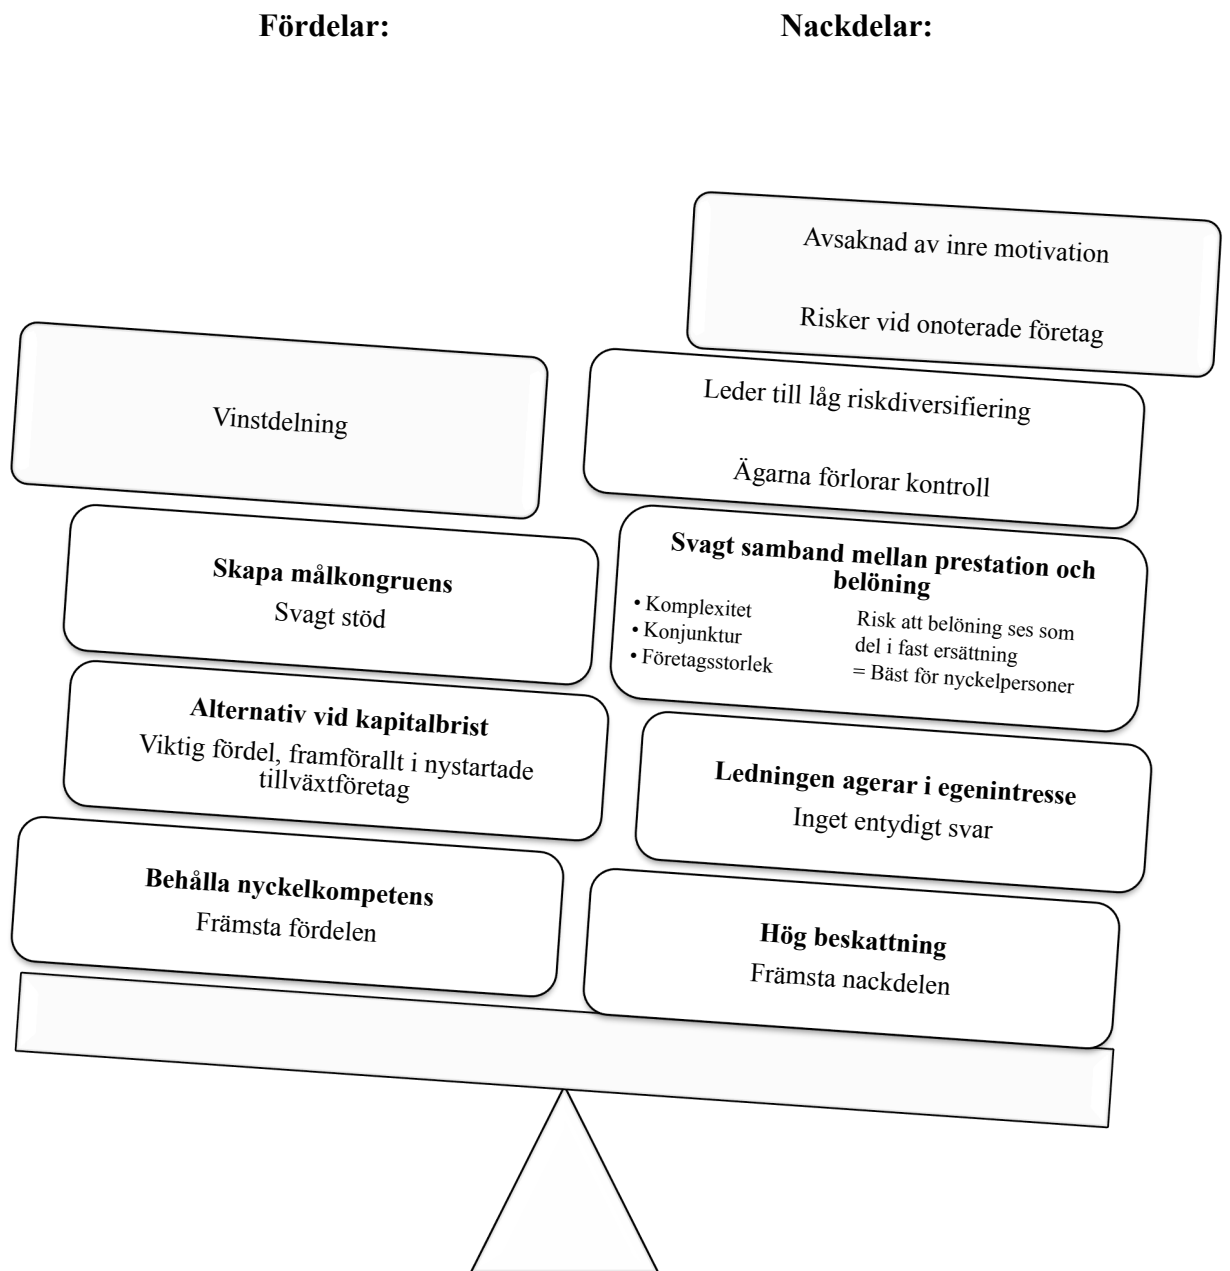 Fördelar:
Nackdelar:
Vinstdelning
Skapa målkongruens
Svagt stöd
Alternativ vid kapitalbrist
Viktig fördel, framförallt i nystartade
tillväxtföretag
Behålla nyckelkompetens
Främsta fördelen
Avsaknad av inre motivation
Risker vid onoterade företag
Leder till låg riskdiversifiering
Ägarna förlorar kontroll
Svagt samband mellan prestation och
belöning
• Komplexitet
• Konjunktur
• Företagsstorlek
Risk att belöning ses som
del i fast ersättning
= Bäst för nyckelpersoner
Ledningen agerar i egenintresse
Inget entydigt svar
Hög beskattning
Främsta nackdelen